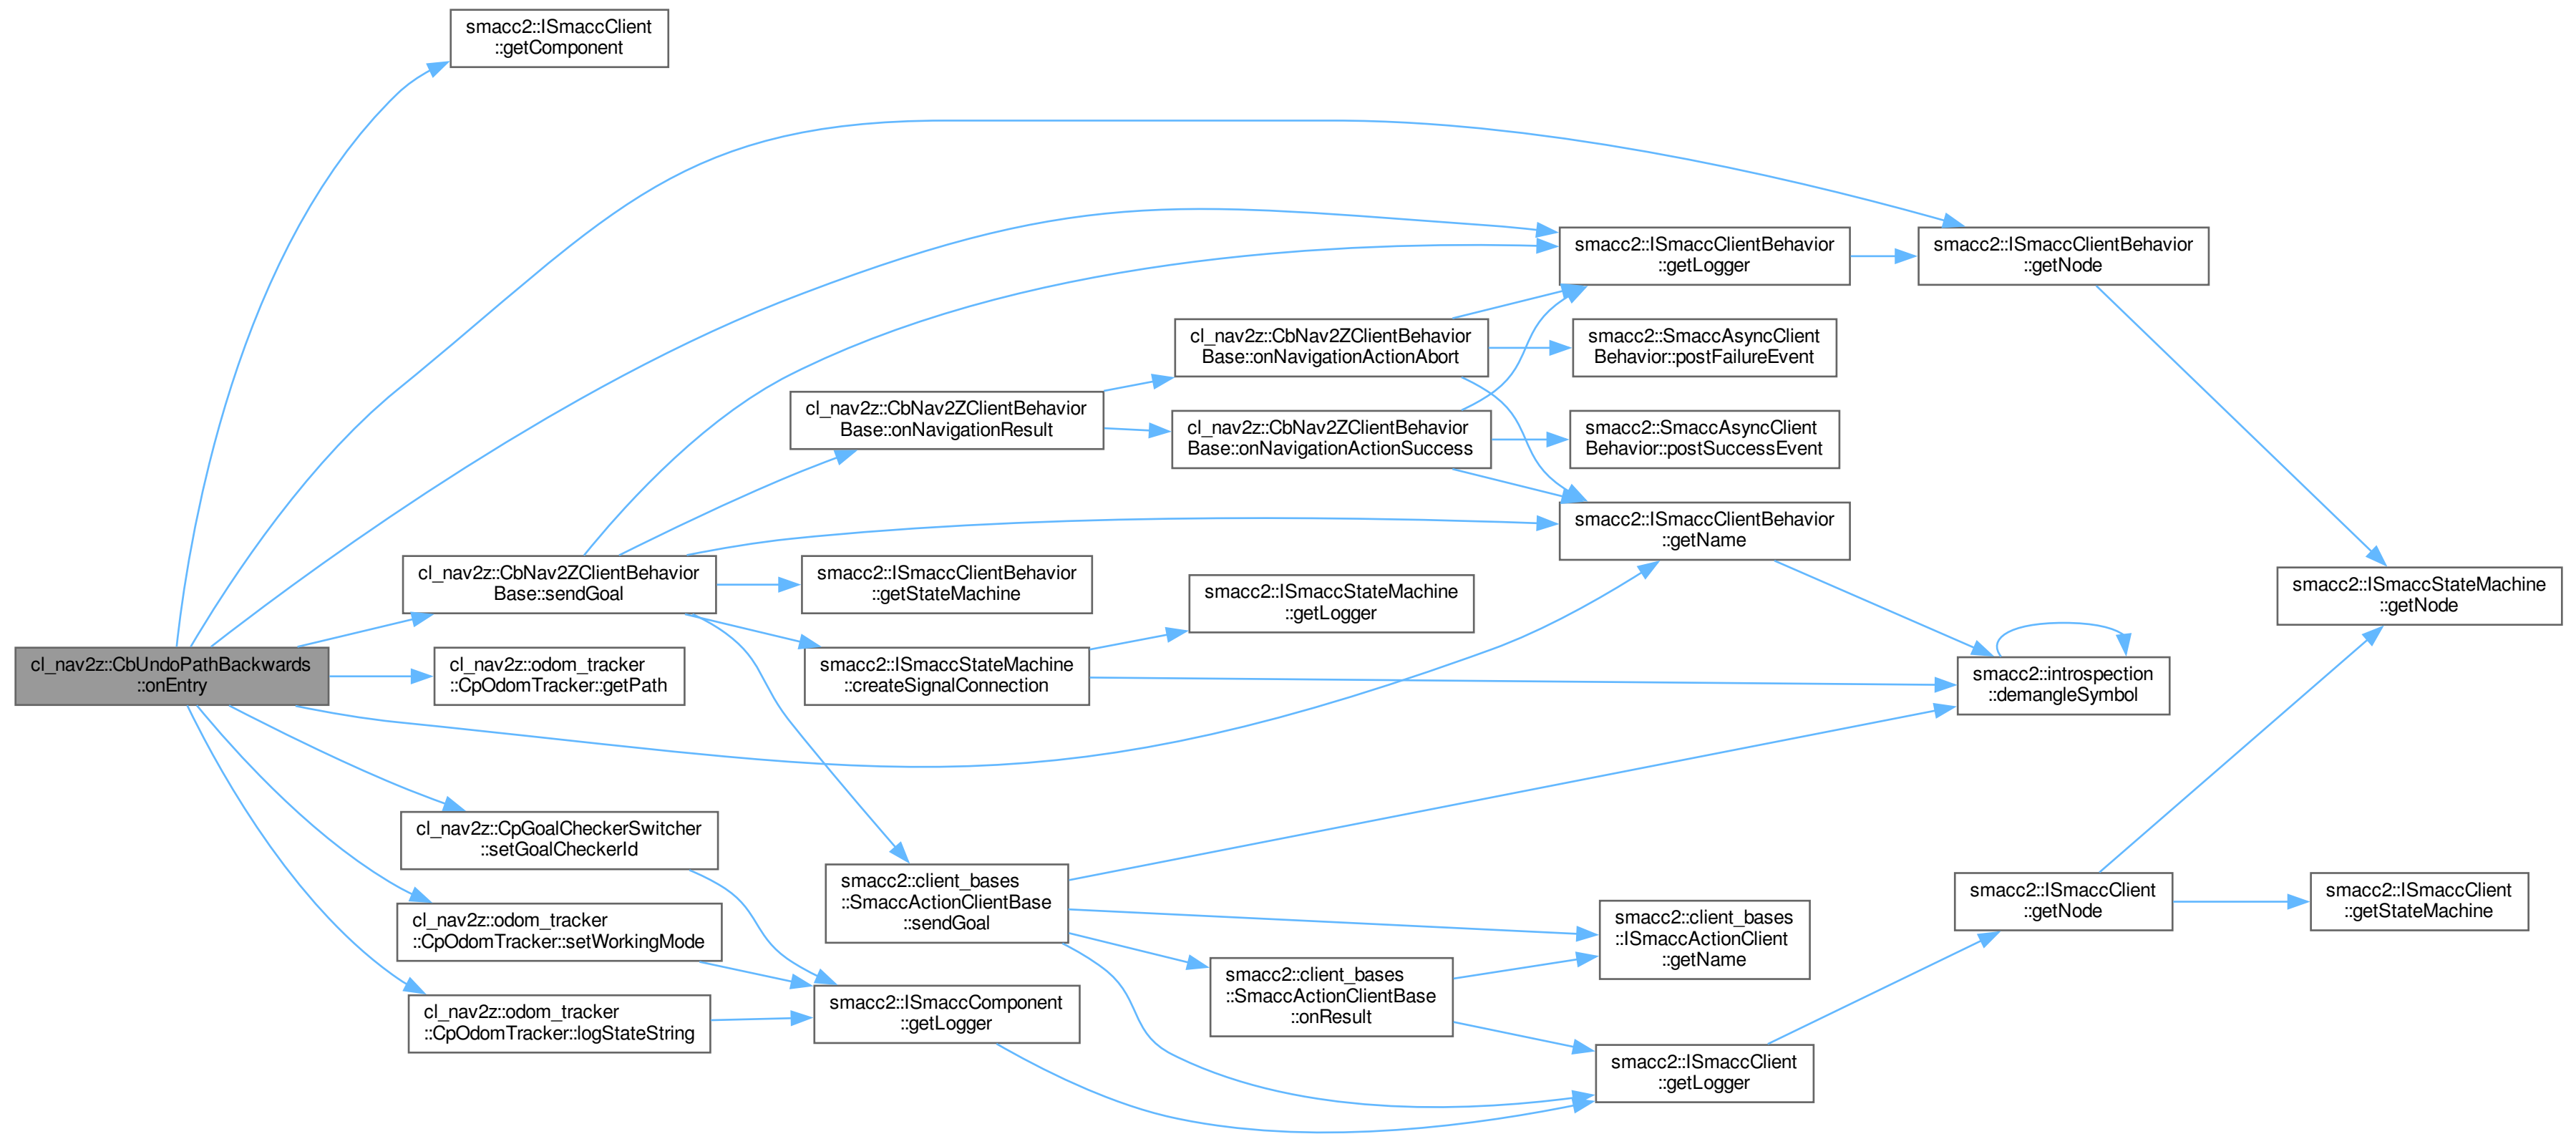 smacc2::ISmaccClient
::getComponent
smacc2::ISmaccClientBehavior
::getLogger
smacc2::ISmaccClientBehavior
::getNode
cl_nav2z::CbNav2ZClientBehavior
Base::onNavigationActionAbort
smacc2::SmaccAsyncClient
Behavior::postFailureEvent
cl_nav2z::CbNav2ZClientBehavior
Base::onNavigationResult
cl_nav2z::CbNav2ZClientBehavior
Base::onNavigationActionSuccess
smacc2::SmaccAsyncClient
Behavior::postSuccessEvent
smacc2::ISmaccClientBehavior
::getName
cl_nav2z::CbNav2ZClientBehavior
Base::sendGoal
smacc2::ISmaccClientBehavior
::getStateMachine
smacc2::ISmaccStateMachine
::getLogger
smacc2::ISmaccStateMachine
::getNode
cl_nav2z::CbUndoPathBackwards
::onEntry
cl_nav2z::odom_tracker
::CpOdomTracker::getPath
smacc2::ISmaccStateMachine
::createSignalConnection
smacc2::introspection
::demangleSymbol
cl_nav2z::CpGoalCheckerSwitcher
::setGoalCheckerId
smacc2::client_bases
::SmaccActionClientBase
::sendGoal
smacc2::ISmaccClient
::getNode
smacc2::ISmaccClient
::getStateMachine
cl_nav2z::odom_tracker
::CpOdomTracker::setWorkingMode
smacc2::client_bases
::ISmaccActionClient
::getName
cl_nav2z::odom_tracker
::CpOdomTracker::logStateString
smacc2::ISmaccComponent
::getLogger
smacc2::client_bases
::SmaccActionClientBase
::onResult
smacc2::ISmaccClient
::getLogger